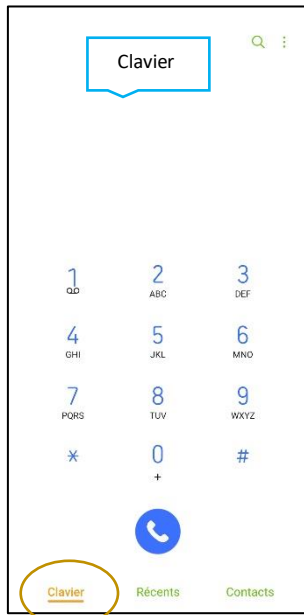 Clavier
1 2 3
ABC DEF
4 5 6
GHI JKL MNO
7 8 9
PQRS TUV WXYZ
* 0 #
+
Clavier Récents Contacts